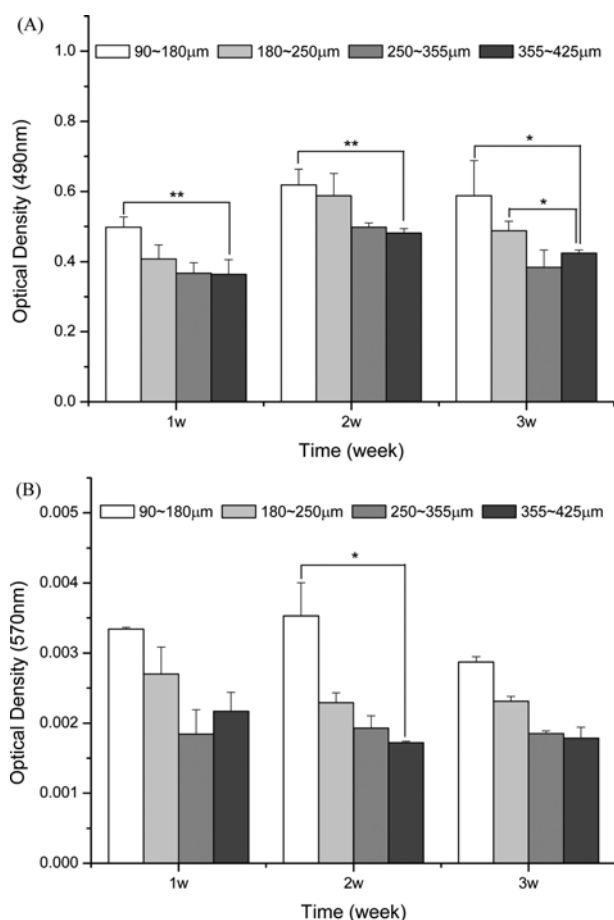 (A)
1.0
90~180μm 180~250μm 250~355μm 355~425μm
0.8
**
*
**
0.6
*
0.4
0.2
0.0
Optical Density (490nm)
1w 2w 3w
Time (week)
(B)
0.005
90~180μm 180~250μm 250~355μm 355~425μm
*
0.004
0.003
0.002
0.001
0.000
Optical Density (570nm)
1w 2w 3w
Time (week)